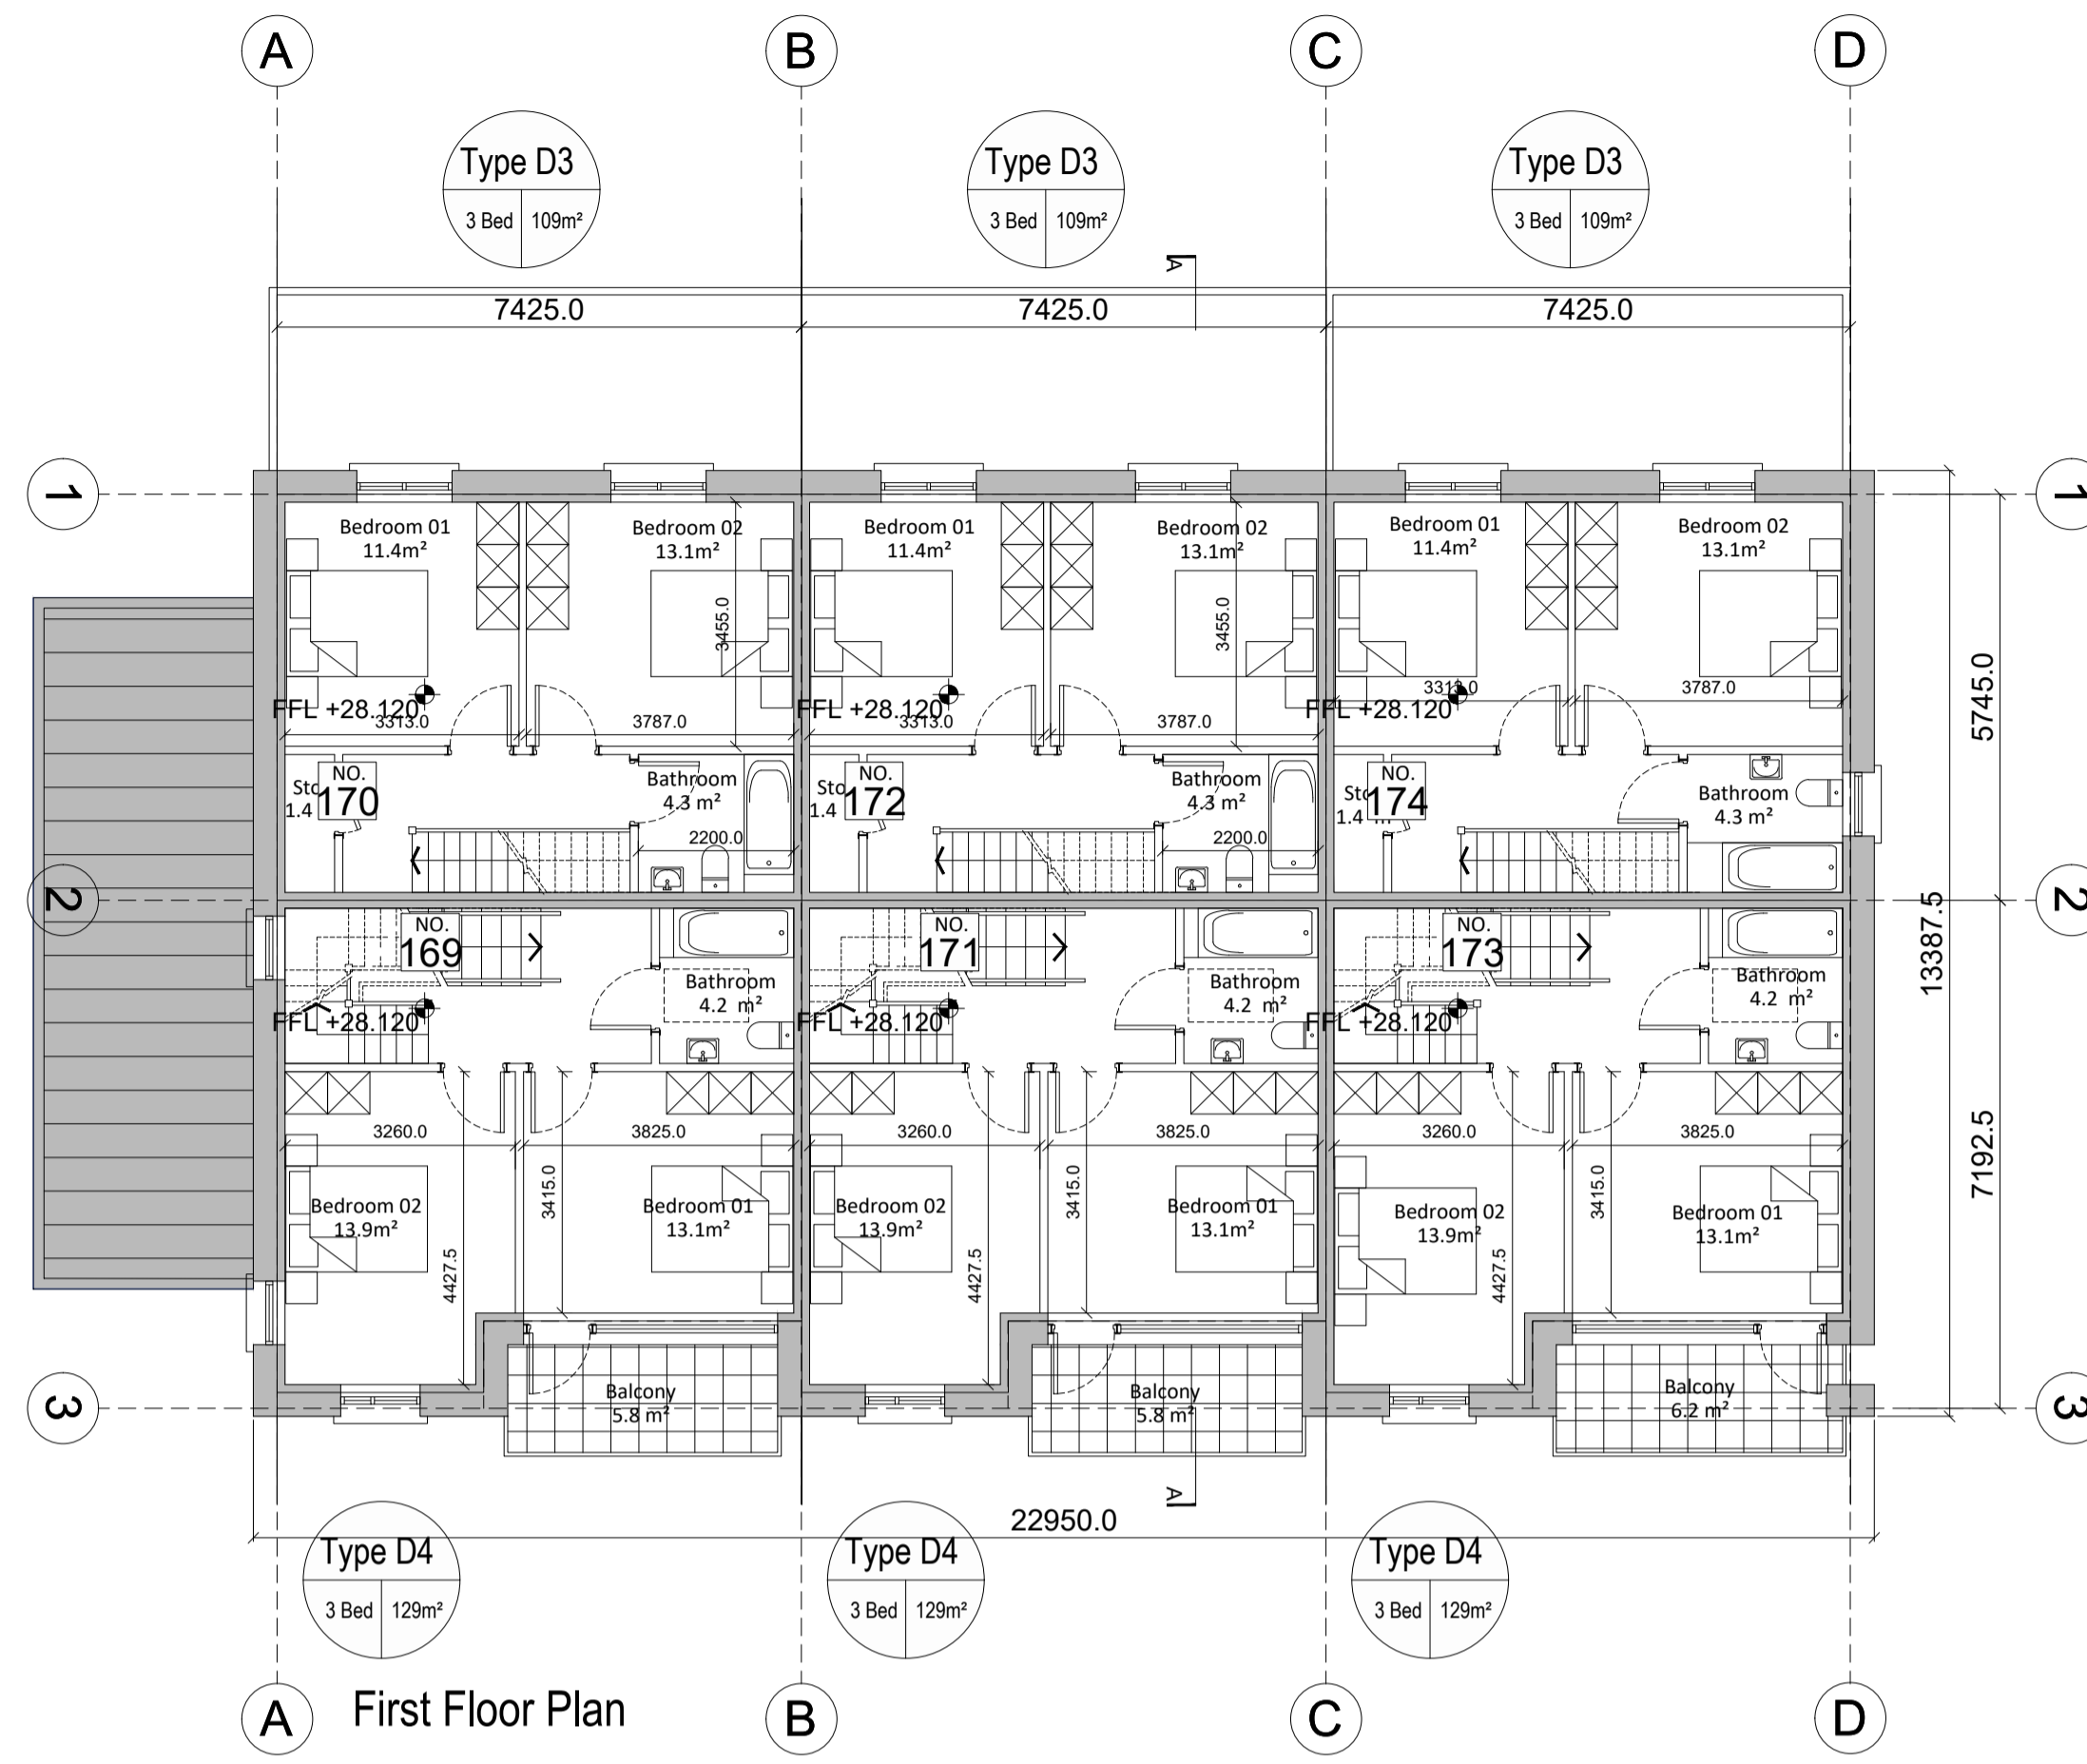 A
B
C
D
Type D3
3 Bed
109m²
Type D3
3 Bed
109m²
Type D3
3 Bed
109m²
A
7425.0
7425.0
7425.0
1
1
Bedroom 01
11.4m²
Bedroom 02
13.1m²
Bedroom 01
11.4m²
Bedroom 02
13.1m²
Bedroom 01
11.4m²
Bedroom 02
13.1m²
3455.0
3455.0
5745.0
FFL +28.120
3313.0
3787.0
FFL +28.120
3313.0
3787.0
FFL +28.120
3313.0
3787.0
Sto
1.4
NO.
170
Bathroom
4.3 m²
2200.0
Sto
1.4
NO.
172
Bathroom
4.3 m²
2200.0
Sto
1.4
NO.
174
Bathroom
4.3 m²
2
2
13387.5
NO.
169
Bathroom
4.2 m²
FFL +28.120
NO.
171
Bathroom
4.2 m²
FFL +28.120
NO.
173
Bathroom
4.2 m²
FFL +28.120
3260.0
3825.0
3260.0
3825.0
3260.0
3825.0
7192.5
3415.0
3415.0
3415.0
Bedroom 02
13.9m²
Bedroom 01
13.1m²
Bedroom 02
13.9m²
Bedroom 01
13.1m²
Bedroom 02
13.9m²
Bedroom 01
13.1m²
4427.5
4427.5
4427.5
Balcony
5.8 m²
Balcony
5.8 m²
Balcony
6.2 m²
3
3
A
22950.0
Type D4
3 Bed
129m²
Type D4
3 Bed
129m²
Type D4
3 Bed
129m²
First Floor Plan
A
B
C
D